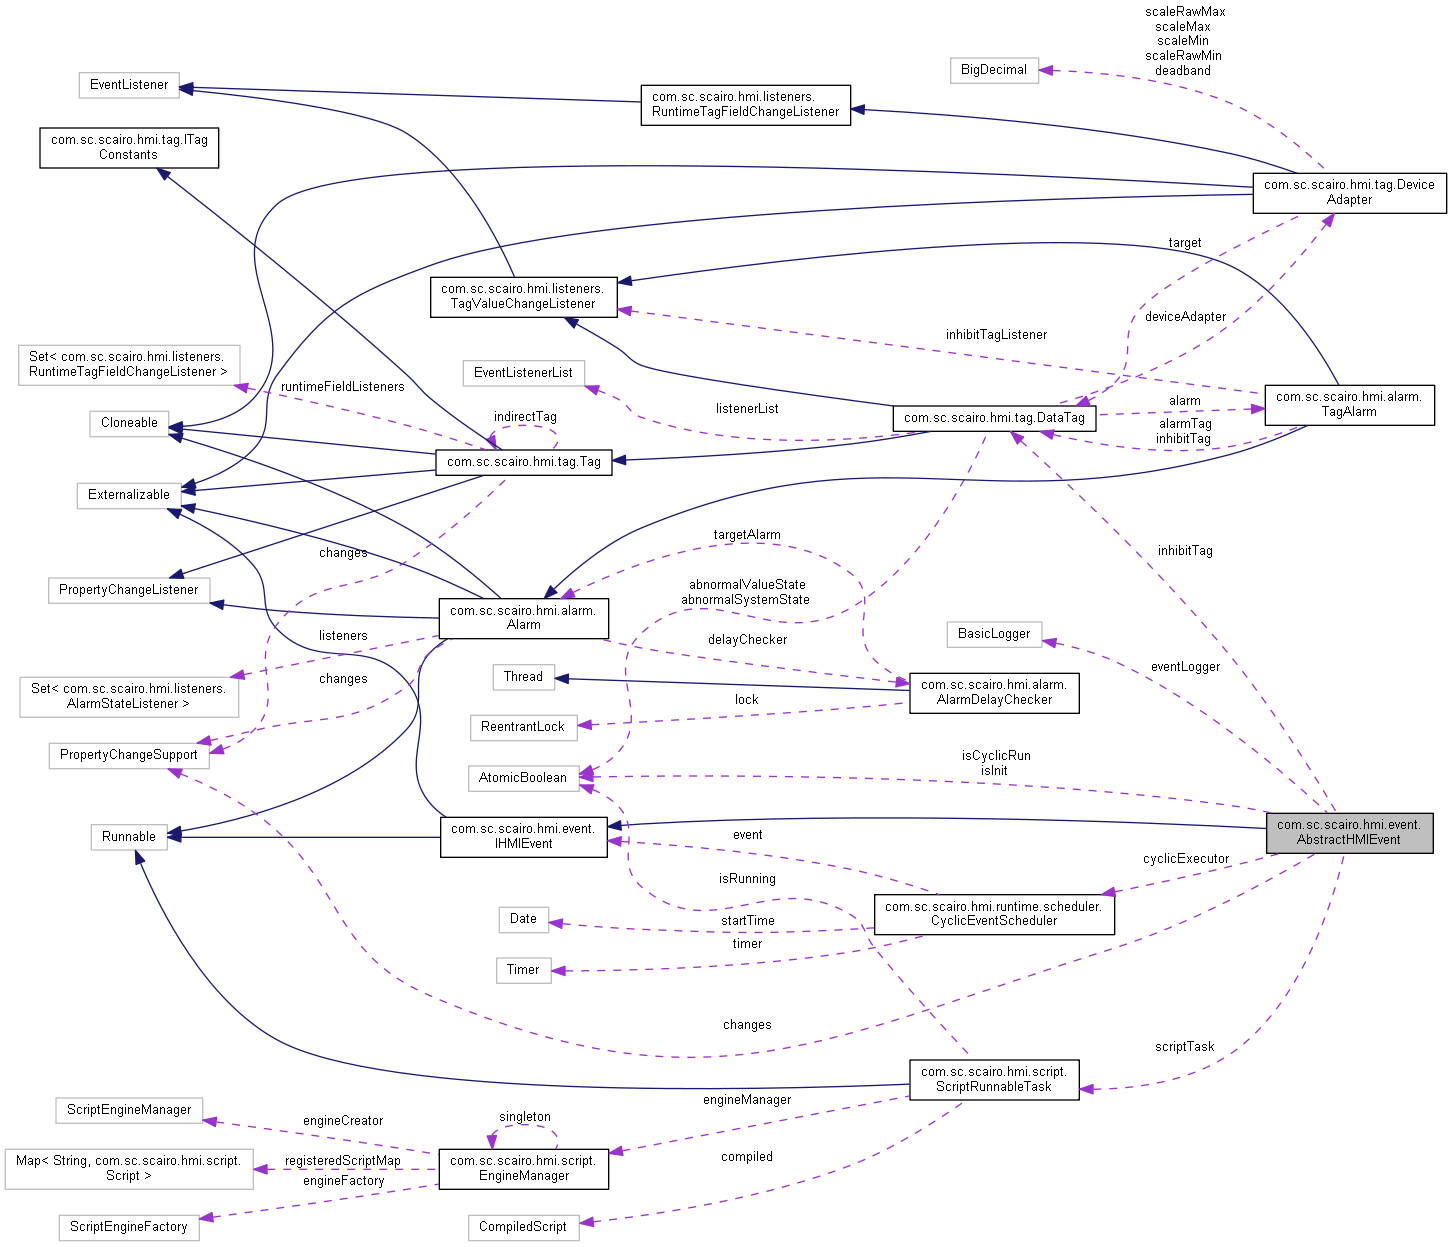 scaleRawMax
scaleMax
scaleMin
scaleRawMin
deadband
BigDecimal
EventListener
com.sc.scairo.hmi.listeners.
RuntimeTagFieldChangeListener
com.sc.scairo.hmi.tag.ITag
Constants
com.sc.scairo.hmi.tag.Device
Adapter
target
com.sc.scairo.hmi.listeners.
TagValueChangeListener
deviceAdapter
inhibitTagListener
Set< com.sc.scairo.hmi.listeners.
RuntimeTagFieldChangeListener >
runtimeFieldListeners
EventListenerList
listenerList
com.sc.scairo.hmi.alarm.
TagAlarm
alarm
alarmTag
inhibitTag
com.sc.scairo.hmi.tag.DataTag
Cloneable
indirectTag
com.sc.scairo.hmi.tag.Tag
Externalizable
changes
targetAlarm
inhibitTag
PropertyChangeListener
abnormalValueState
abnormalSystemState
com.sc.scairo.hmi.alarm.
Alarm
listeners
delayChecker
BasicLogger
eventLogger
Thread
changes
Set< com.sc.scairo.hmi.listeners.
AlarmStateListener >
com.sc.scairo.hmi.alarm.
AlarmDelayChecker
lock
ReentrantLock
PropertyChangeSupport
isCyclicRun
isInit
AtomicBoolean
Runnable
com.sc.scairo.hmi.event.
IHMIEvent
event
com.sc.scairo.hmi.event.
AbstractHMIEvent
cyclicExecutor
isRunning
com.sc.scairo.hmi.runtime.scheduler.
CyclicEventScheduler
Date
startTime
timer
Timer
changes
scriptTask
com.sc.scairo.hmi.script.
ScriptRunnableTask
engineManager
ScriptEngineManager
engineCreator
singleton
Map< String, com.sc.scairo.hmi.script.
Script >
registeredScriptMap
engineFactory
com.sc.scairo.hmi.script.
EngineManager
compiled
ScriptEngineFactory
CompiledScript